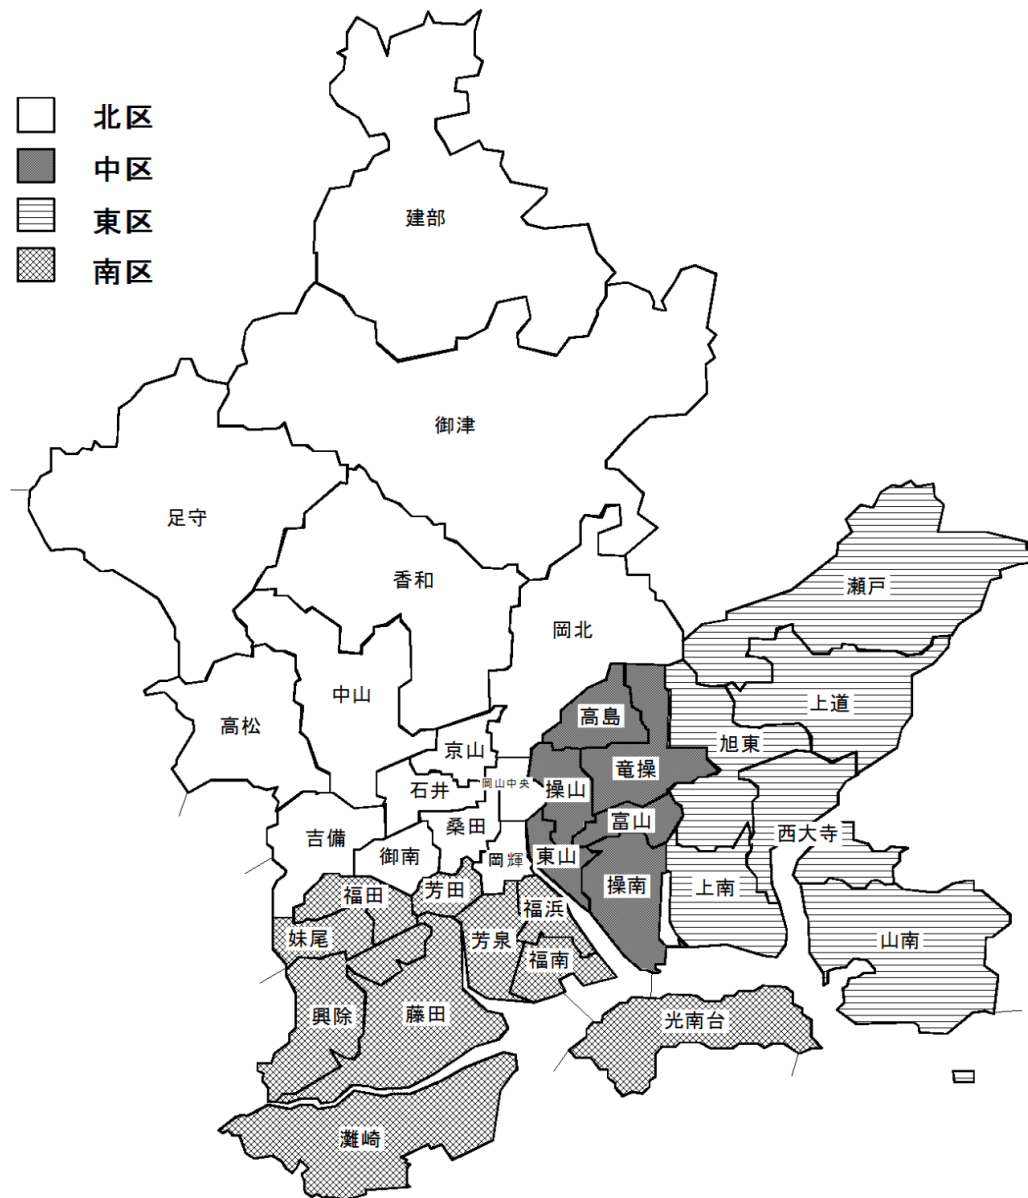 北区
中区
東区
南区
建部
御津
足守
香和
瀬戸
岡北
中山
上道
高島
高松
旭東
京山
竜操
石井
岡山中央
操山
富山
桑田
西大寺
吉備
御南
岡輝
東山
操南
上南
福田
芳田
福浜
妹尾
芳泉
山南
福南
興除
藤田
光南台
灘崎